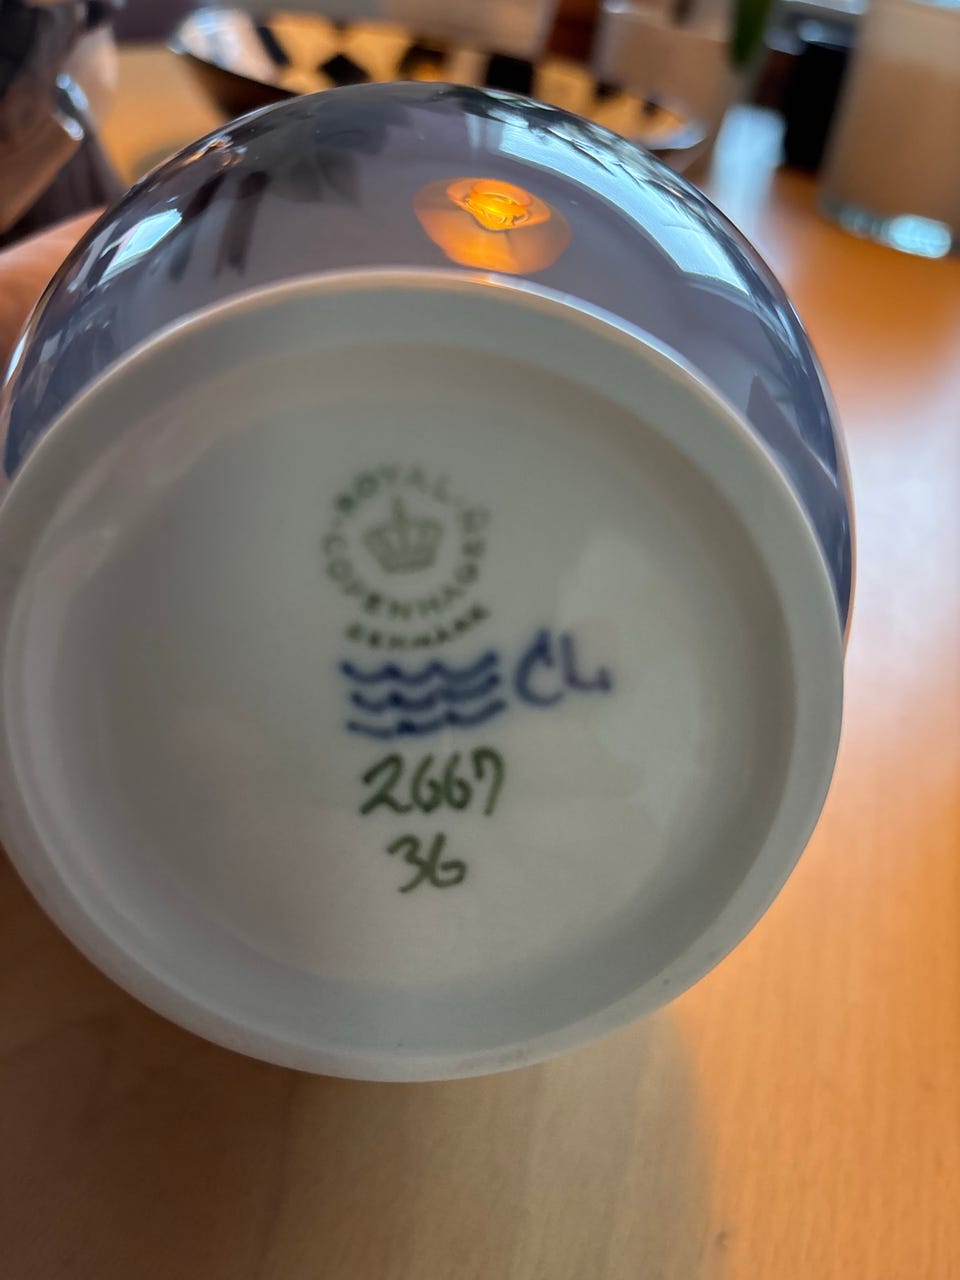 ROYAL COPENHAGEN
DENMARK
CL.
2667
36